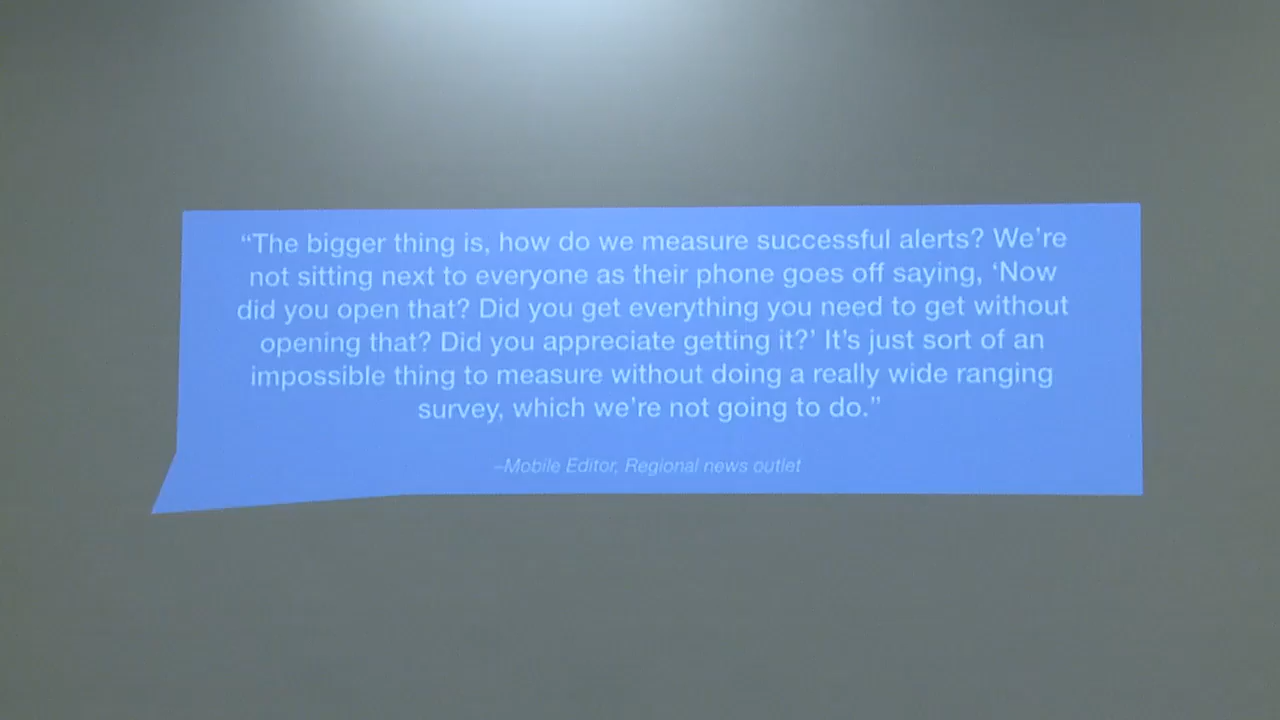 “The bigger thing is, how do we measure successful alerts? We’re
not sitting next to everyone as their phone goes off saying, ‘Now
did you open that? Did you get everything you need to get without
opening that? Did you appreciate getting it?’ It’s just sort of an
impossible thing to measure without doing a really wide ranging
survey, which we’re not going to do.”
–Mobile Editor, Regional news outlet